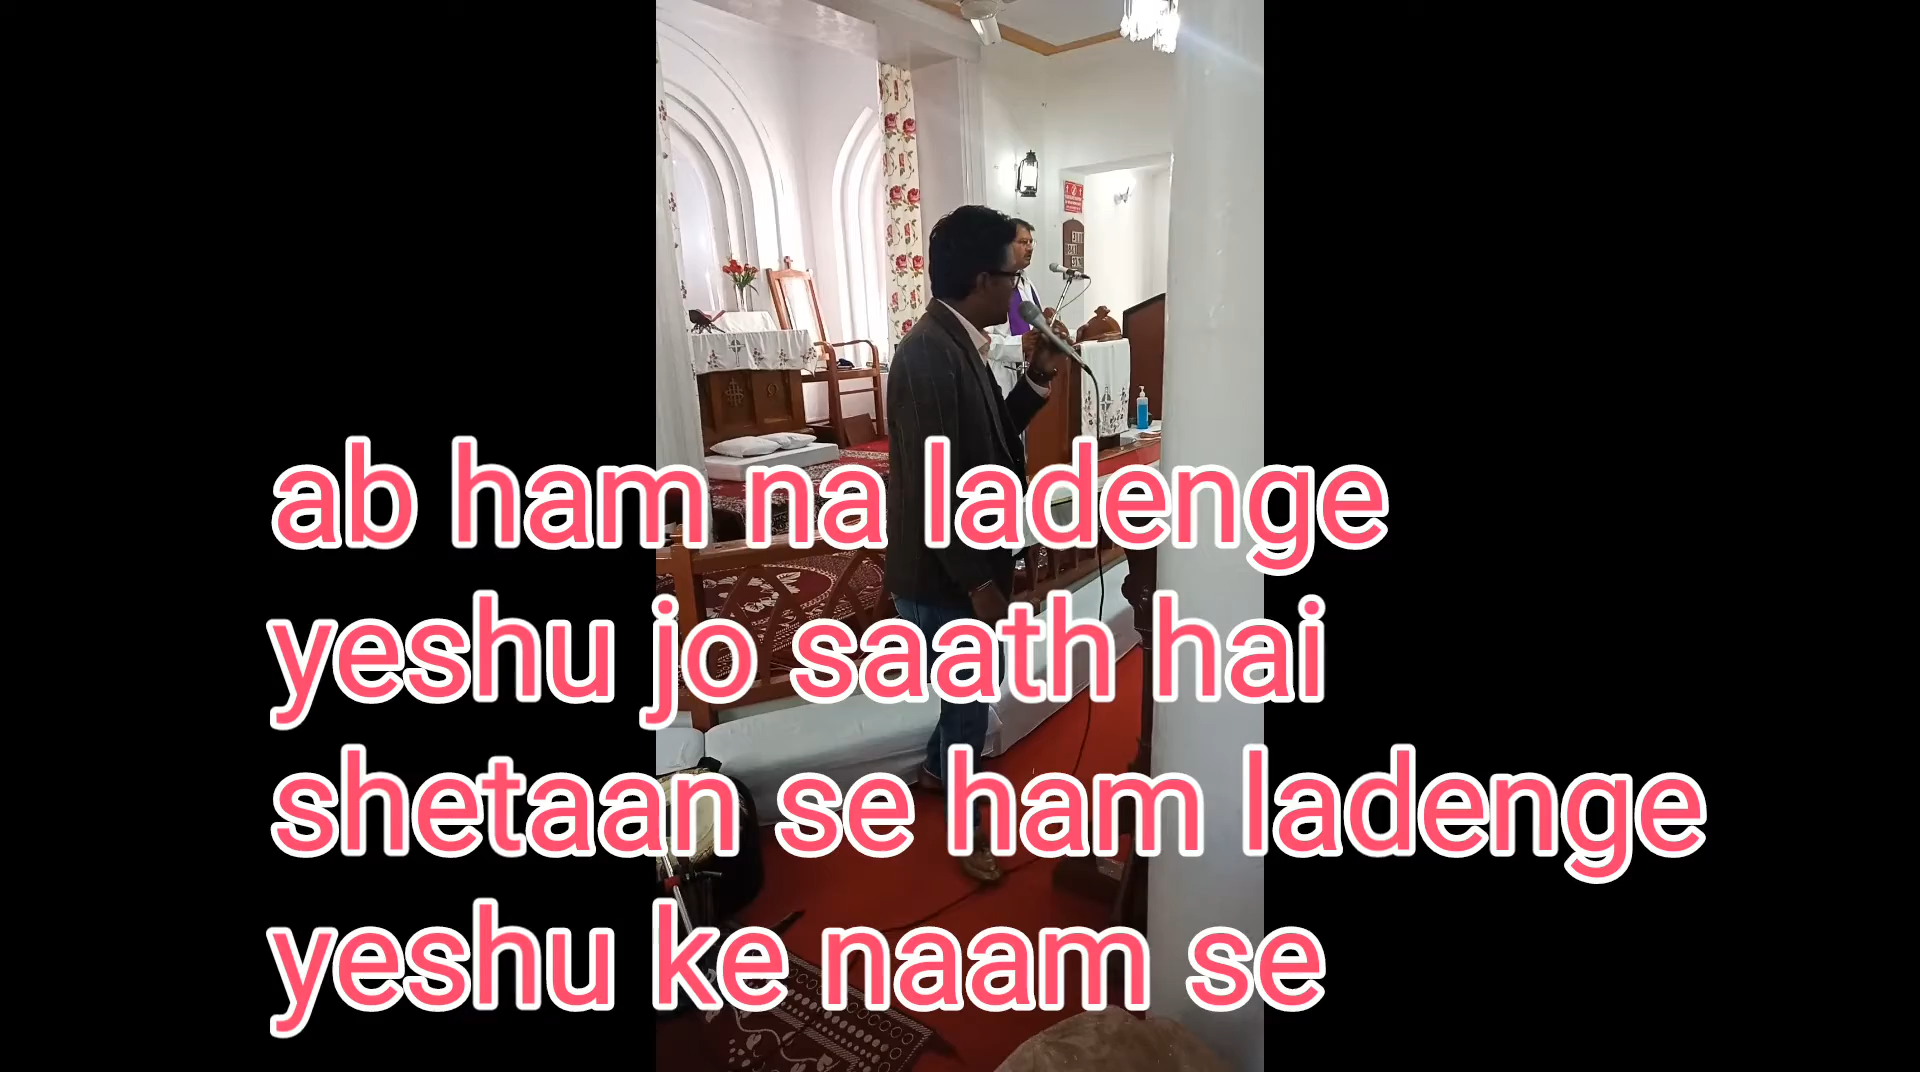 ab ham na ladenge
yeshu jo saath hai
shetaan se ham ladenge
yeshu ke naam se